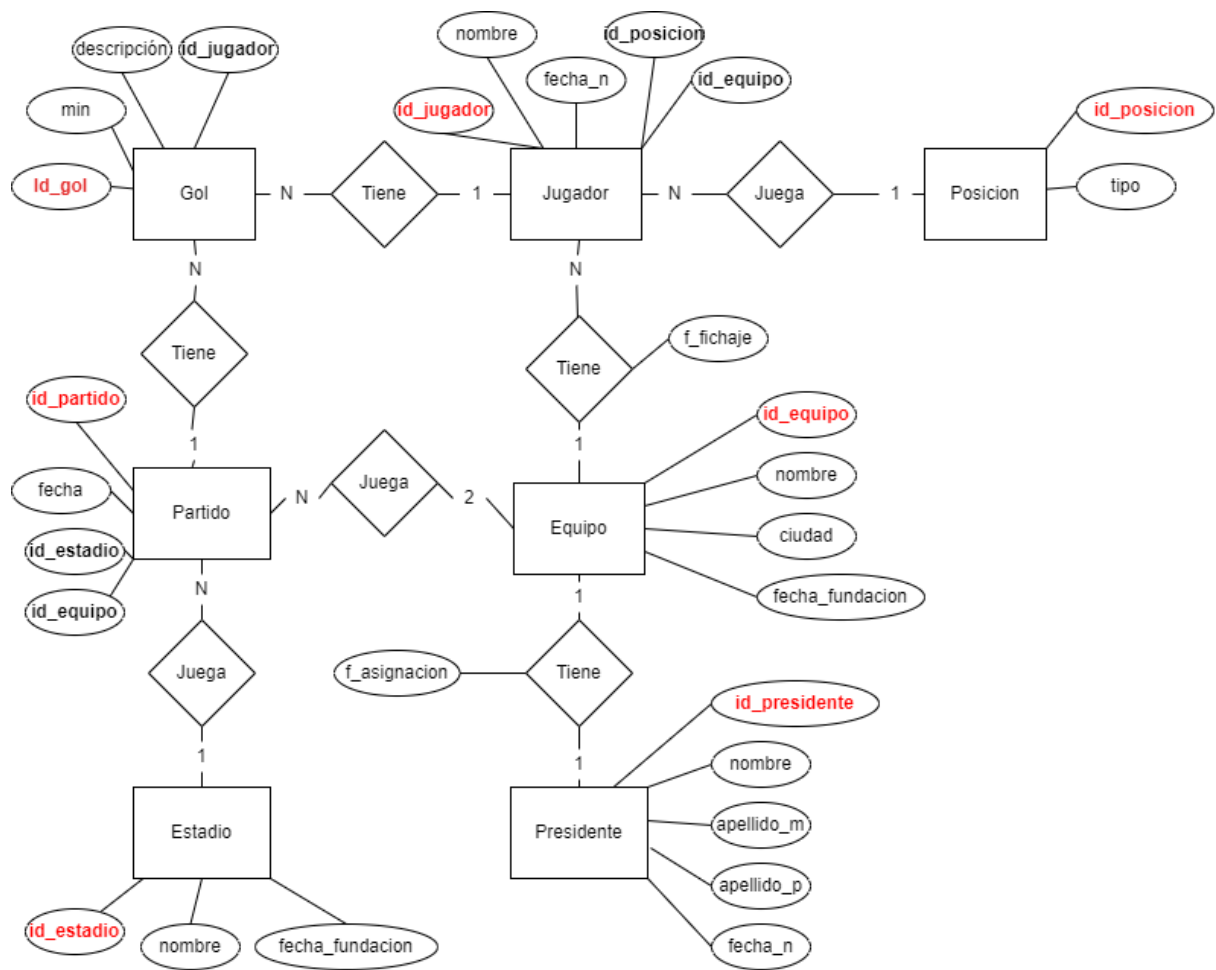 nombre
id_posicion
descripción
id_jugador
fecha_n
id_equipo
min
id_jugador
id_posicion
Id_gol
Gol
N
Tiene
1
Jugador
N
Juega
1
Posicion
tipo
N
N
f_fichaje
Tiene
Tiene
id_partido
id_equipo
1
1
nombre
fecha
Partido
N
Juega
2
Equipo
ciudad
id_estadio
id_equipo
N
1
fecha_fundacion
Juega
f_asignacion
Tiene
id_presidente
1
1
nombre
Estadio
Presidente
apellido_m
apellido_p
id_estadio
nombre
fecha_fundacion
fecha_n